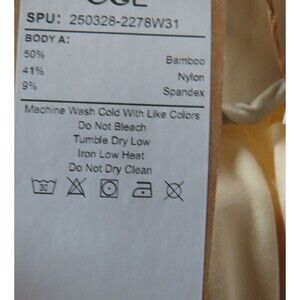 SPU: 250328-2278W31
BODY A:
50% Bamboo
41% Nylon
9% Spandex
Machine Wash Cold With Like Colors
Do Not Bleach
Tumble Dry Low
Iron Low Heat
Do Not Dry Clean